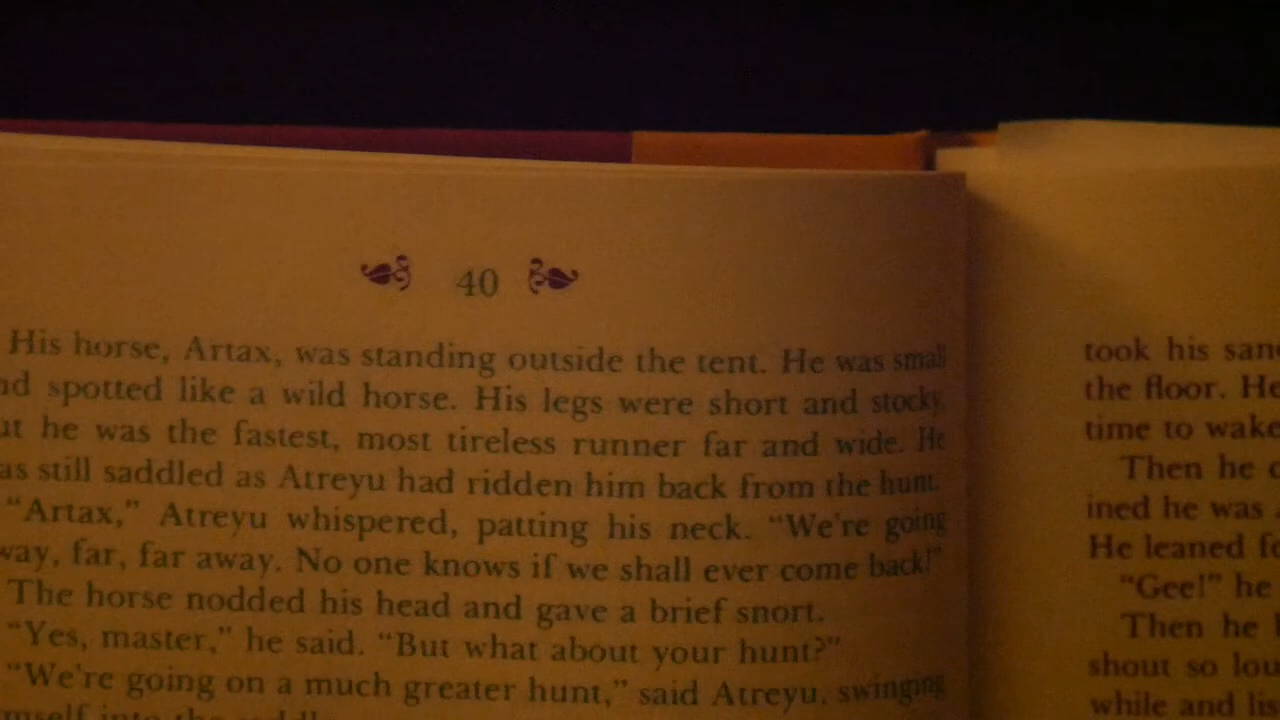 40
His horse, Artax, was standing outside the tent. He was small
spotted like a wild horse. His legs were short and stocky,
he was the fastest, most tireless runner far and wide. He
still saddled as Atreyu had ridden him back from the hunt.
“Artax,” Atreyu whispered, patting his neck. “We're going
far, far away. No one knows if we shall ever come back!”
The horse nodded his head and gave a brief snort.
“Yes, master,” he said. “But what about your hunt?”
“We're going on a much greater hunt,” said Atreyu, swinging
took his
the floor. He
time to wake
Then he
he was
He leaned
“Gee!” he
Then he
shout so
while and